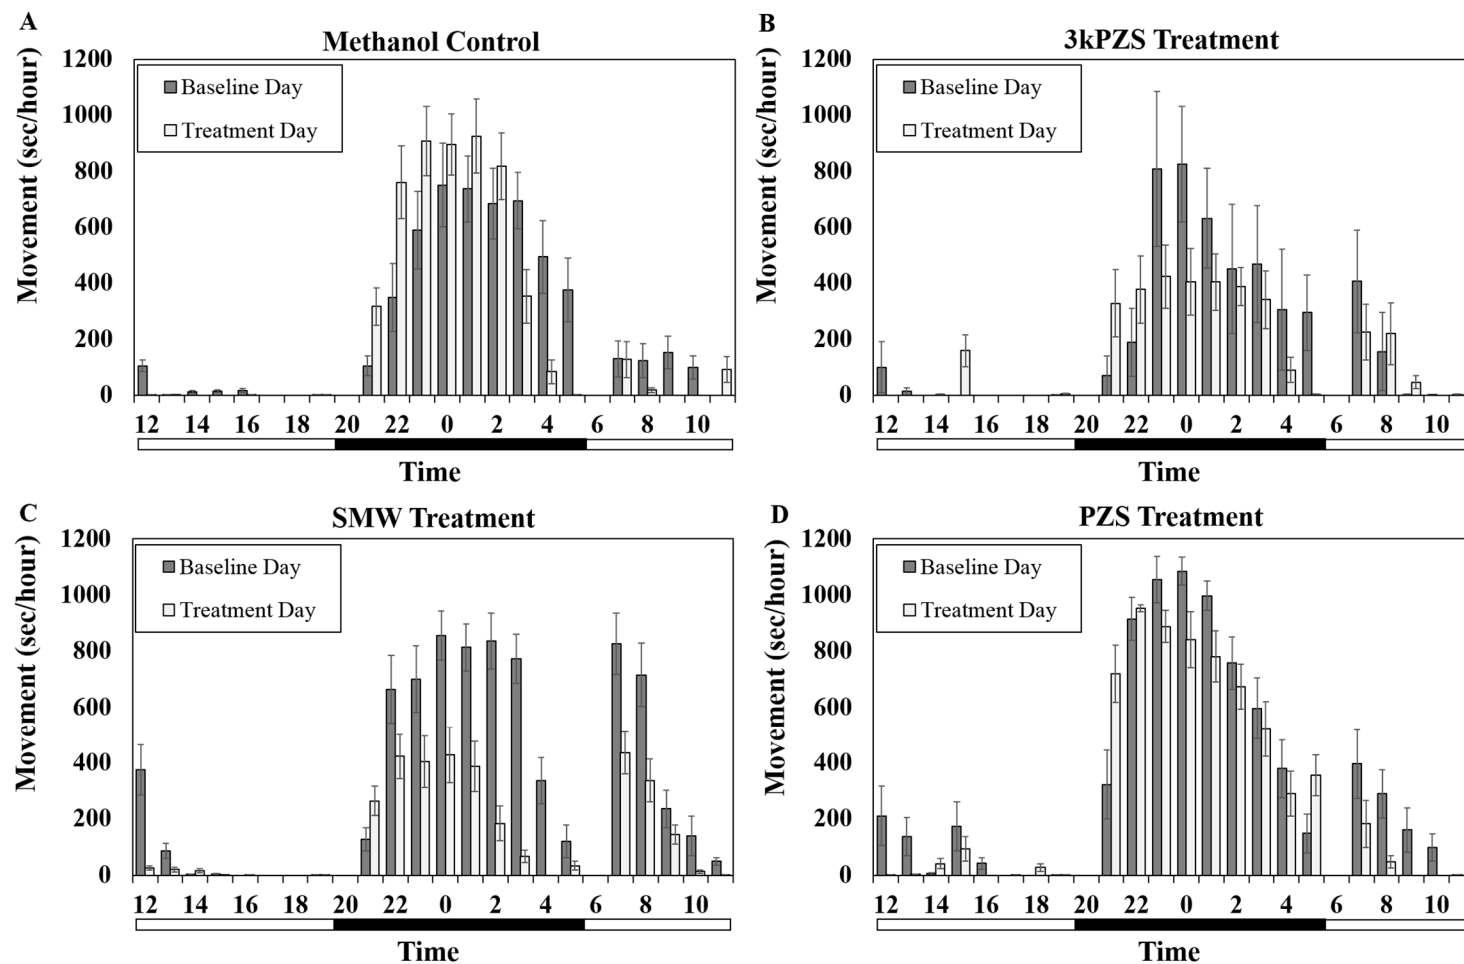 A
Methanol Control
Movement (sec/hour)
1200
1000
800
600
400
200
0
Baseline Day
Treatment Day
12 14 16 18 20 22 0 2 4 6 8 10
Time
B
3kPZS Treatment
Movement (sec/hour)
1200
1000
800
600
400
200
0
Baseline Day
Treatment Day
12 14 16 18 20 22 0 2 4 6 8 10
Time
C
SMW Treatment
Movement (sec/hour)
1200
1000
800
600
400
200
0
Baseline Day
Treatment Day
12 14 16 18 20 22 0 2 4 6 8 10
Time
D
PZS Treatment
Movement (sec/hour)
1200
1000
800
600
400
200
0
Baseline Day
Treatment Day
12 14 16 18 20 22 0 2 4 6 8 10
Time